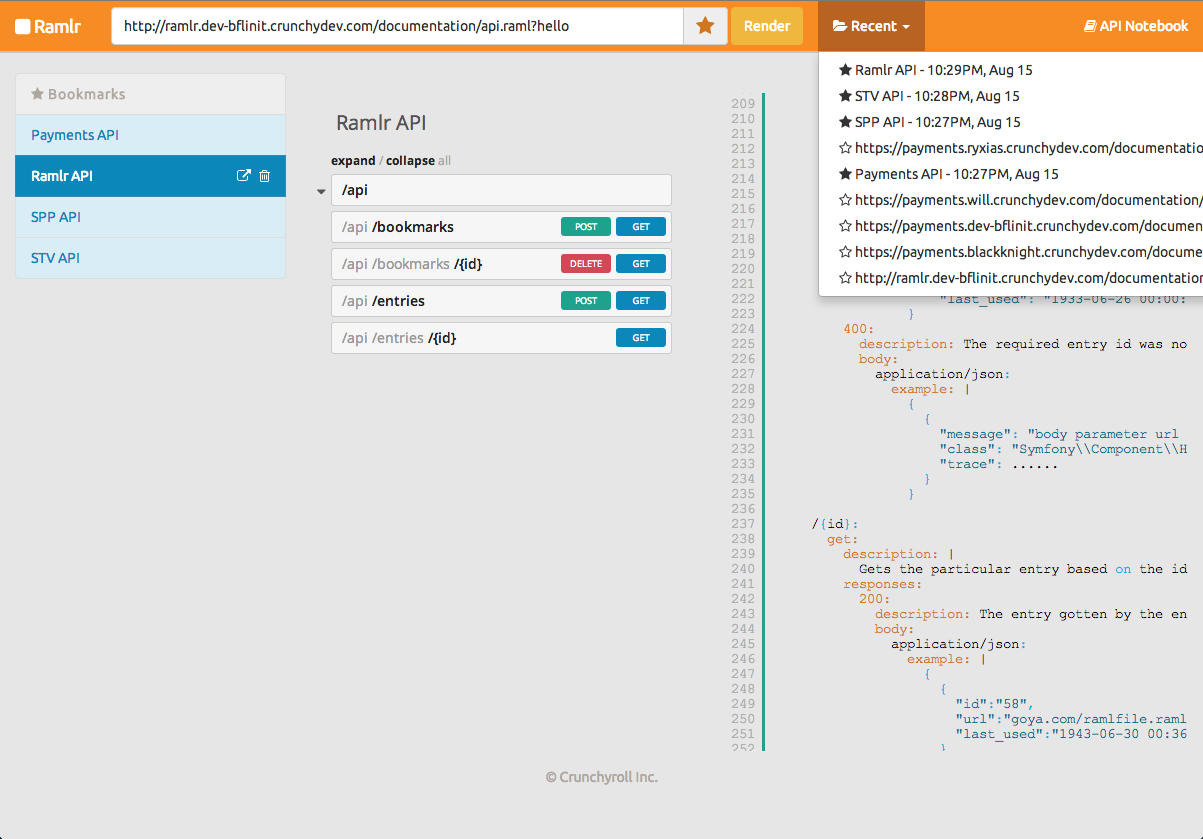 Ramlr
http://ramlr.dev-bflinit.crunchydev.com/documentation/api.raml?hello
Render
Recent
API Notebook
Bookmarks
Payments API
Ramlr API
SPP API
STV API
Ramlr API
expand / collapse all
/api
/api /bookmarks POST GET
/api /bookmarks /{id} DELETE GET
/api /entries POST GET
/api /entries /{id} GET
Ramlr API - 10:29PM, Aug 15
STV API - 10:28PM, Aug 15
SPP API - 10:27PM, Aug 15
https://payments.ryxias.crunchydev.com/documentatio
Payments API - 10:27PM, Aug 15
https://payments.will.crunchydev.com/documentation/
https://payments.dev-bflinit.crunchydev.com/documen
https://payments.blackknight.crunchydev.com/docume
http://ramlr.dev-bflinit.crunchydev.com/documentation
209
210
211
212
213
214
215
216
217
218
219
220
221
222 "last_used": "1933-06-26 00:00:
223 }
224 400:
225 description: The required entry id was no
226 body:
227 application/json:
228 example: |
229 {
230 {
231 "message": "body parameter url
232 "class": "Symfony\\Component\\H
233 "trace": ......
234 }
235 }
236
237 /{id}:
238 get:
239 description: |
240 Gets the particular entry based on the id
241 responses:
242 200:
243 description: The entry gotten by the en
244 body:
245 application/json:
246 example: |
247 {
248 {
249 "id":"58",
250 "url":"goya.com/ramlfile.raml
251 "last_used":"1943-06-30 00:36
252 }
© Crunchyroll Inc.